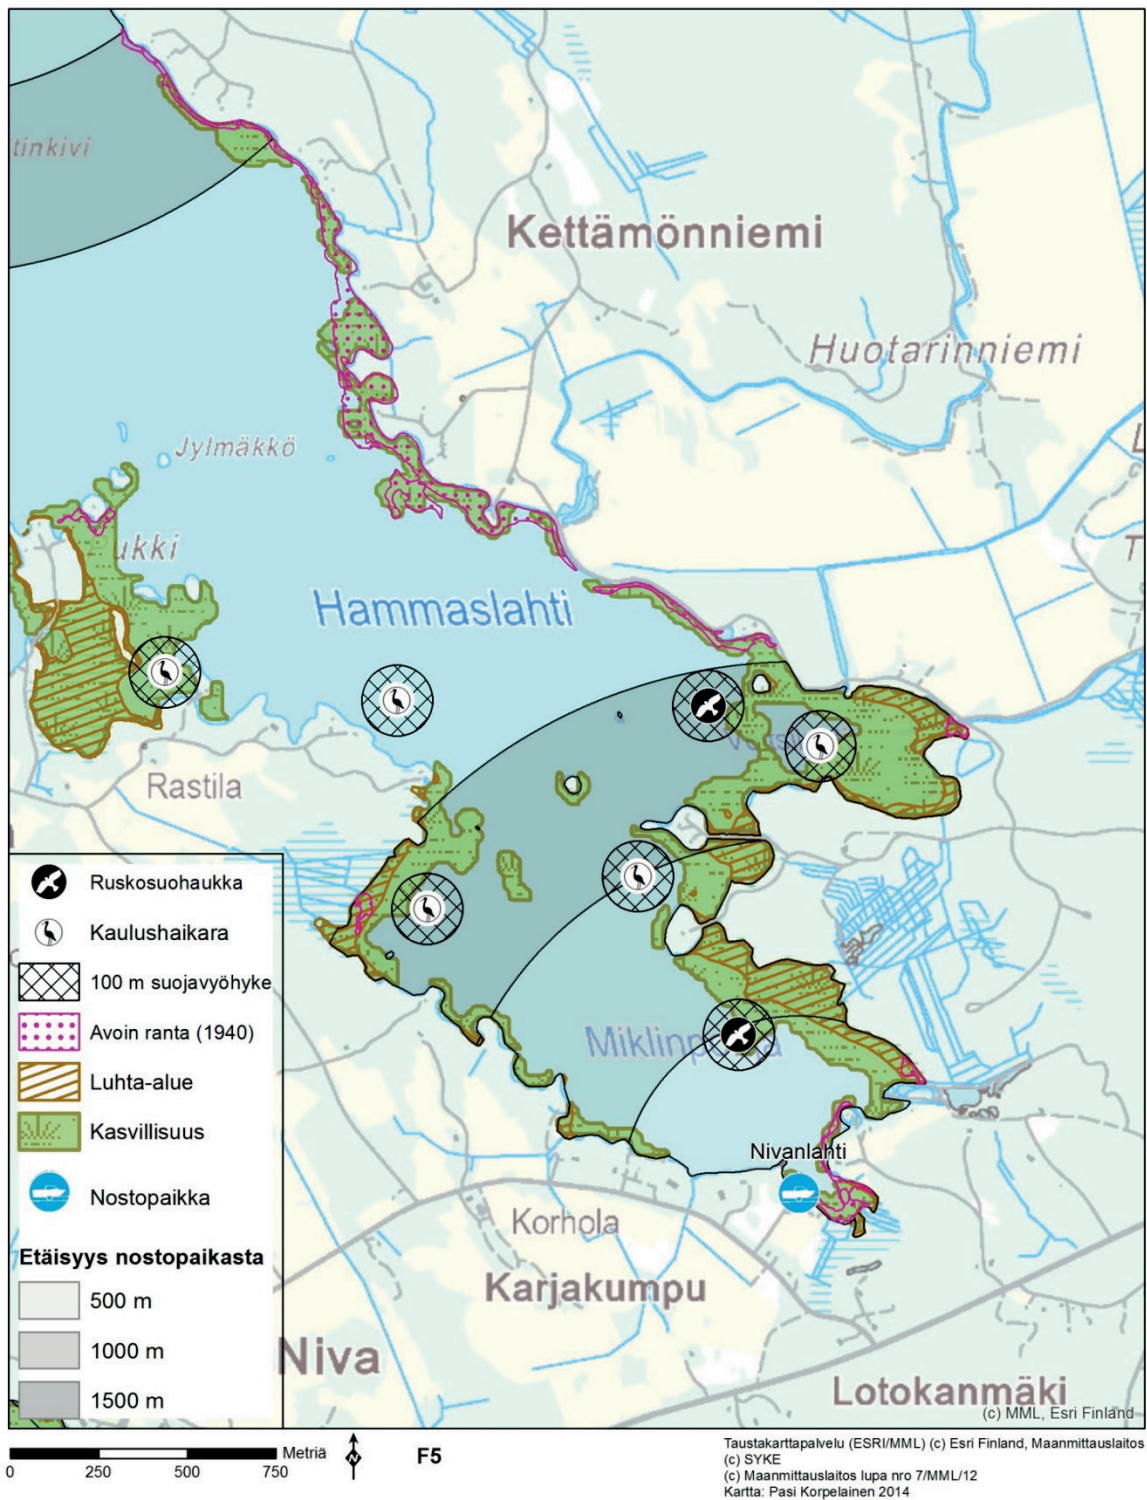 tinkivi
Kettämönniemi
Huotarinniemi
Jylmäkkö
ukki
Hammaslahti
Rastila
Ruskosuohaukka
Kaulushaikara
100 m suojavyöhyke
Avoin ranta (1940)
Luhta-alue
Kasvillisuus
Nostopaikka
Etäisyys nostopaikasta
500 m
1000 m
1500 m
Nivanlahti
Korhola
Karjakumpu
Niva
Lotokanmäki
(c) MML, Esri Finland
0 250 500 750 Metriä
N
F5
Taustakarttapalvelu (ESRI/MML) (c) Esri Finland, Maanmittauslaitos
(c) SYKE
(c) Maanmittauslaitos lupa nro 7/MML/12
Kartta: Pasi Korpelainen 2014